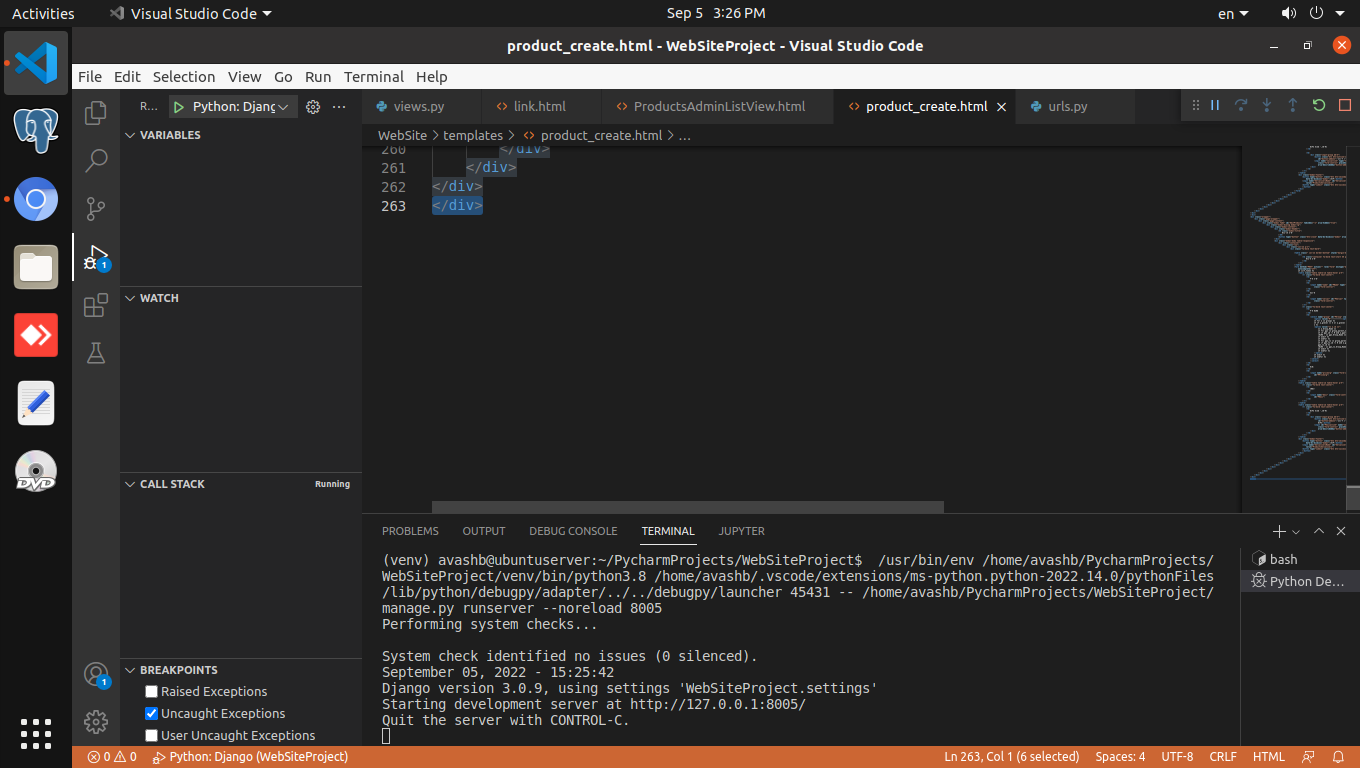 Activities
Visual Studio Code
Sep 5 3:26 PM
en
product_create.html - WebSiteProject - Visual Studio Code
File Edit Selection View Go Run Terminal Help
R... Python: Djang
views.py
link.html
ProductsAdminListView.html
product_create.html
urls.py
VARIABLES
WebSite > templates > product_create.html > ...
260 </div>
261 </div>
262 </div>
263 </div>
1
WATCH
CALL STACK Running
PROBLEMS OUTPUT DEBUG CONSOLE TERMINAL JUPYTER
(venv) avashb@ubuntuserver:~/PycharmProjects/WebSiteProject$ /usr/bin/env /home/avashb/PycharmProjects/
WebSiteProject/venv/bin/python3.8 /home/avashb/.vscode/extensions/ms-python.python-2022.14.0/pythonFiles
/lib/python/debugpy/adapter/../../debugpy/launcher 45431 -- /home/avashb/PycharmProjects/WebSiteProject/
manage.py runserver --noreload 8005
Performing system checks...
System check identified no issues (0 silenced).
September 05, 2022 - 15:25:42
Django version 3.0.9, using settings 'WebSiteProject.settings'
Starting development server at http://127.0.0.1:8005/
Quit the server with CONTROL-C.
bash
Python De...
DVD
1
BREAKPOINTS
Raised Exceptions
Uncaught Exceptions
User Uncaught Exceptions
0 0 Python: Django (WebSiteProject)
Ln 263, Col 1 (6 selected) Spaces: 4 UTF-8 CRLF HTML